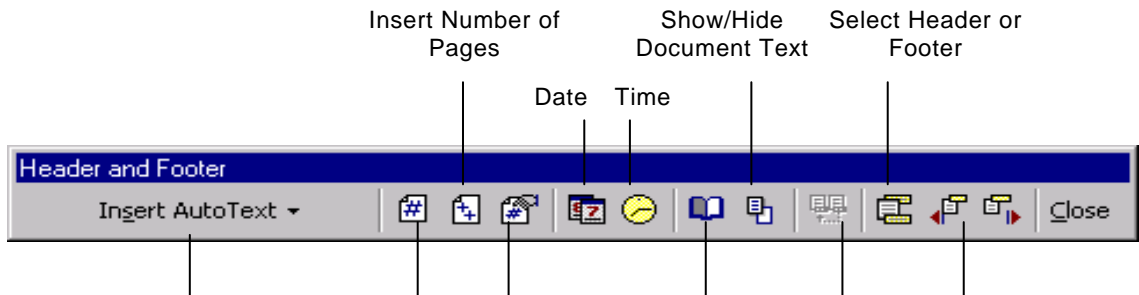 Insert Number of
Pages
Show/Hide
Document Text
Select Header or
Footer
Date
Time
Header and Footer
Insert AutoText
Close